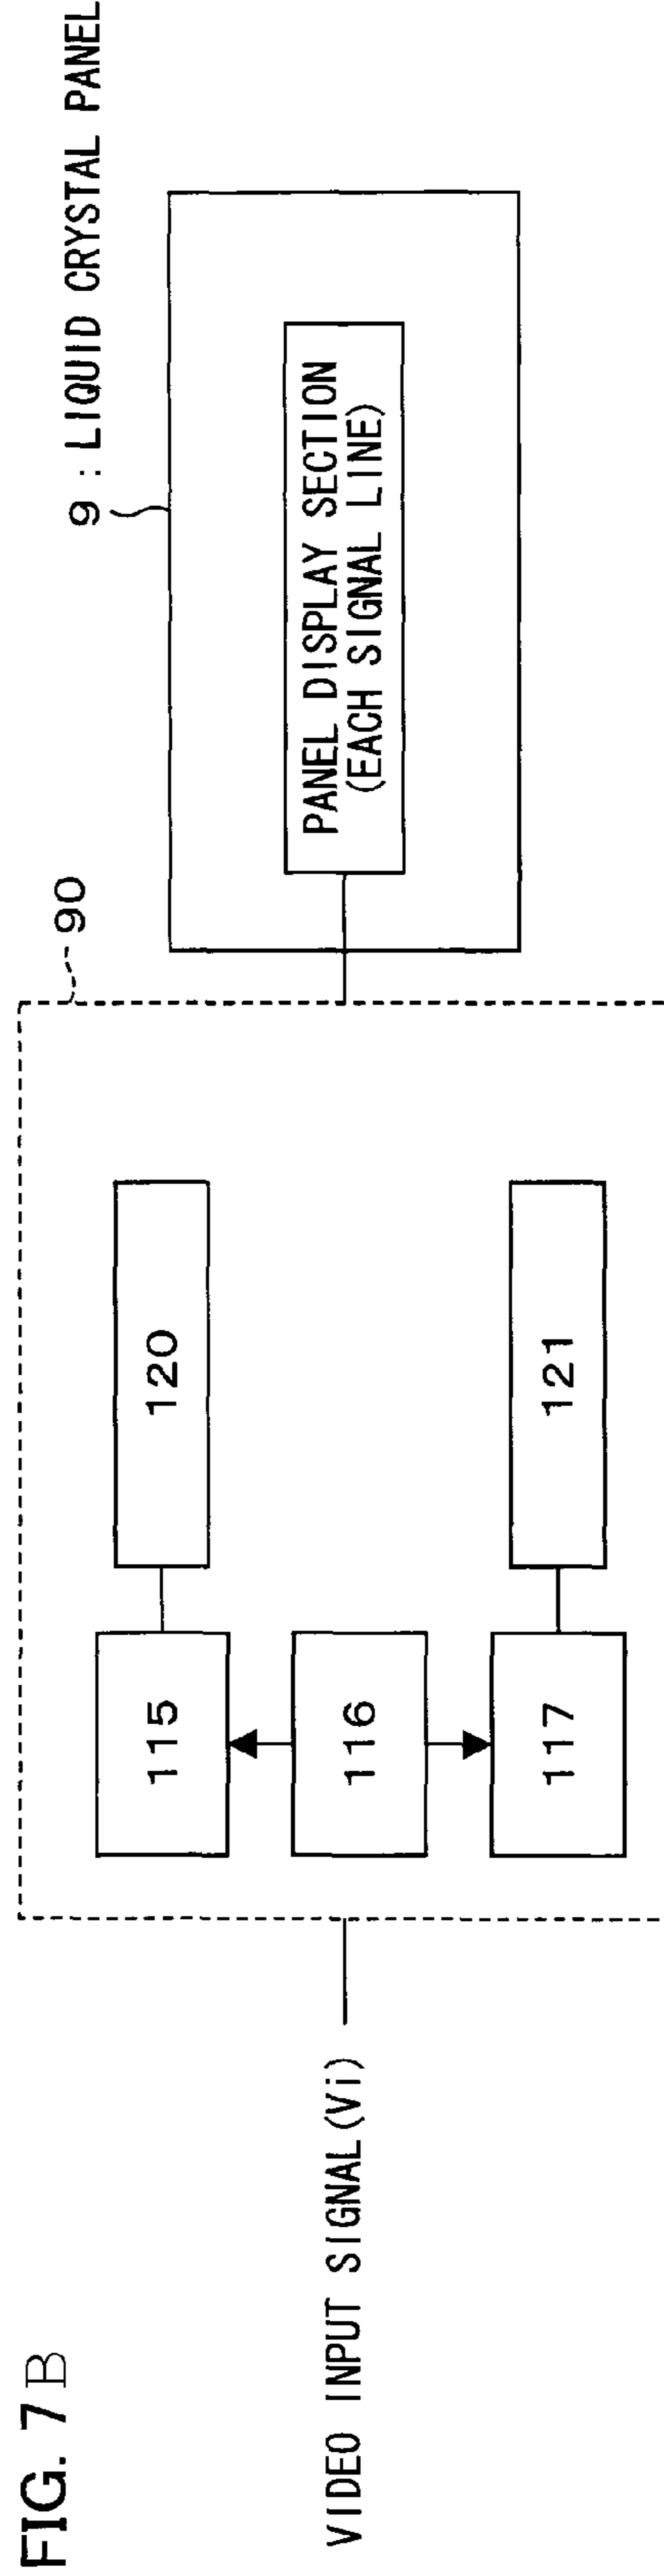 FIG. 7B
VIDEO INPUT SIGNAL(Vi)
90
115
116
117
120
121
9 : LIQUID CRYSTAL PANEL
PANEL DISPLAY SECTION
(EACH SIGNAL LINE)